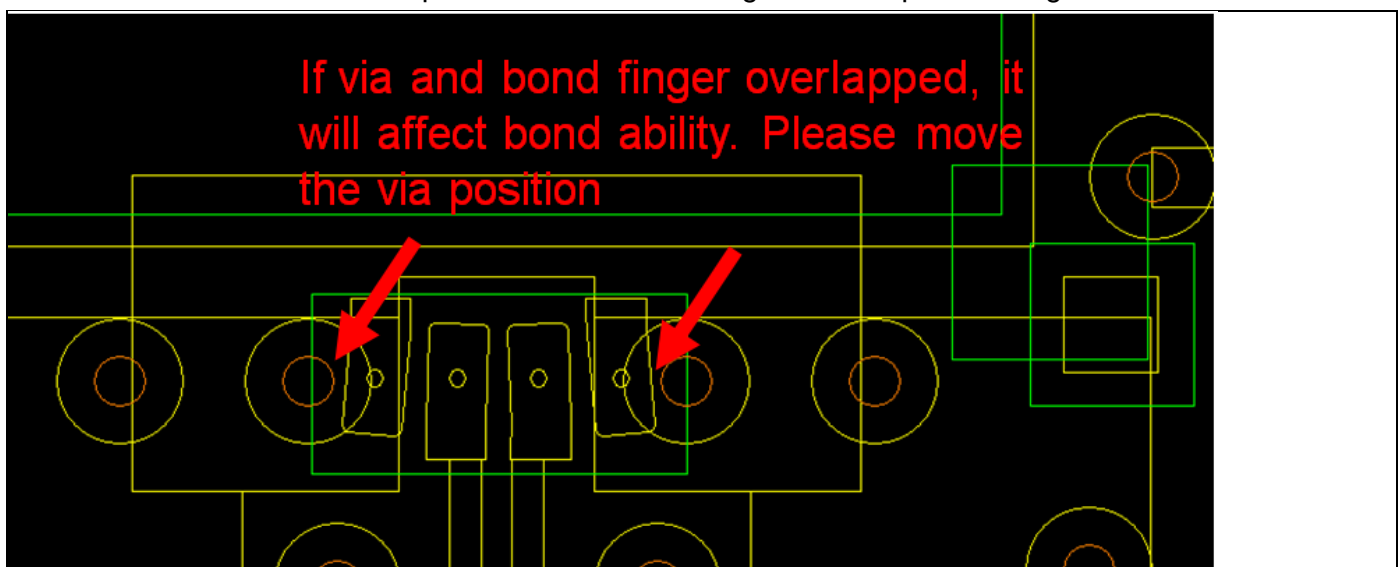 If via and bond finger overlapped, it
will affect bond ability. Please move
the via position